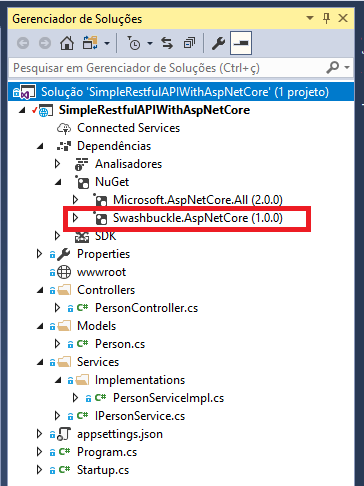 Gerenciador de Soluções
Pesquisar em Gerenciador de Soluções (Ctrl+ç)
Solução 'SimpleRestfulAPIWithAspNetCore' (1 projeto)
SimpleRestfulAPIWithAspNetCore
Connected Services
Dependências
Analisadores
NuGet
Microsoft.AspNetCore.All (2.0.0)
Swashbuckle.AspNetCore (1.0.0)
SDK
Properties
wwwroot
Controllers
C# PersonController.cs
Models
C# Person.cs
Services
Implementations
C# PersonServiceImpl.cs
C# IPersonService.cs
appsettings.json
C# Program.cs
C# Startup.cs